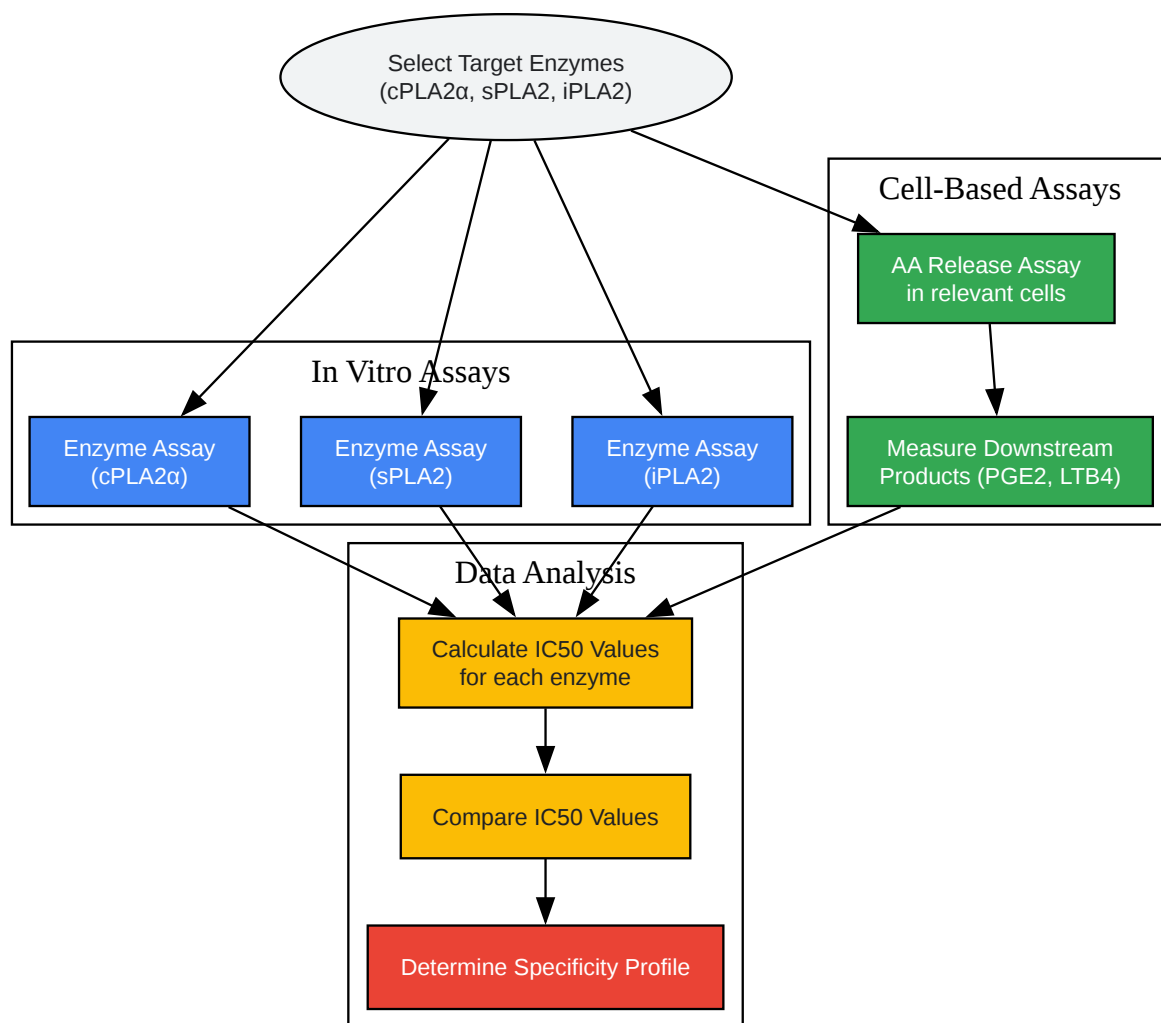 Select Target Enzymes
(cPLA2α, sPLA2, iPLA2)
Cell-Based Assays
AA Release Assay
in relevant cells
In Vitro Assays
Enzyme Assay
(cPLA2α)
Enzyme Assay
(sPLA2)
Enzyme Assay
(iPLA2)
Measure Downstream
Products (PGE2, LTB4)
Data Analysis
Calculate IC50 Values
for each enzyme
Compare IC50 Values
Determine Specificity Profile